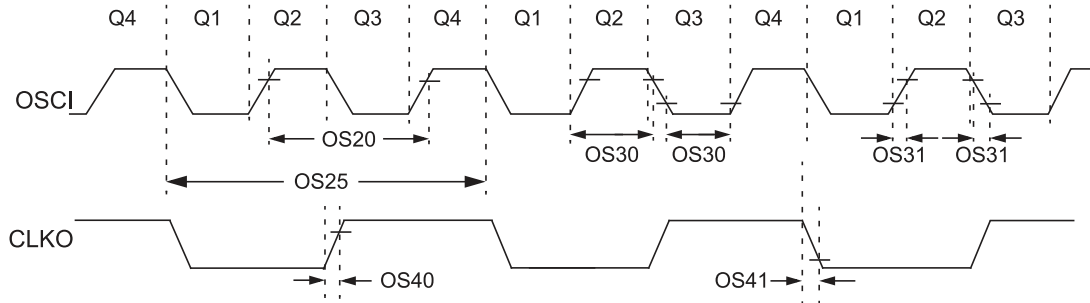 Q4 Q1 Q2 Q3 Q4 Q1 Q2 Q3 Q4 Q1 Q2 Q3
OSCI
OS20 OS30 OS30 OS31 OS31
OS25
CLKO
OS40 OS41